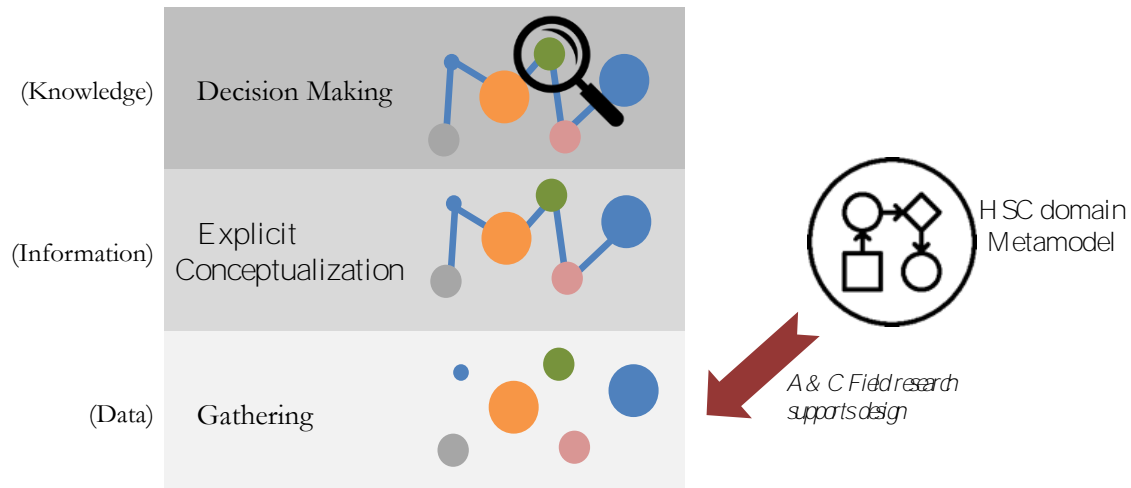 (Knowledge) Decision Making
(Information) Explicit
Conceptualization
(Data) Gathering
HSC domain
Metamodel
A & C Field research
supports design